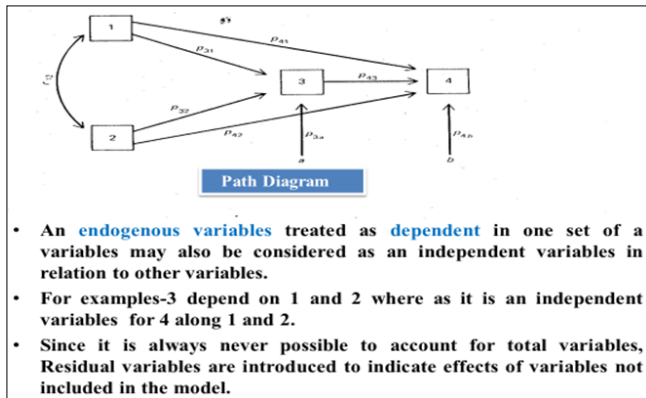 1
P41
P31
r12
3
P43
4
P32
2
P42
P3a
P4b
a
b
Path Diagram
• An endogenous variables treated as dependent in one set of a
variables may also be considered as an independent variables in
relation to other variables.
• For examples-3 depend on 1 and 2 where as it is an independent
variables for 4 along 1 and 2.
• Since it is always never possible to account for total variables,
Residual variables are introduced to indicate effects of variables not
included in the model.